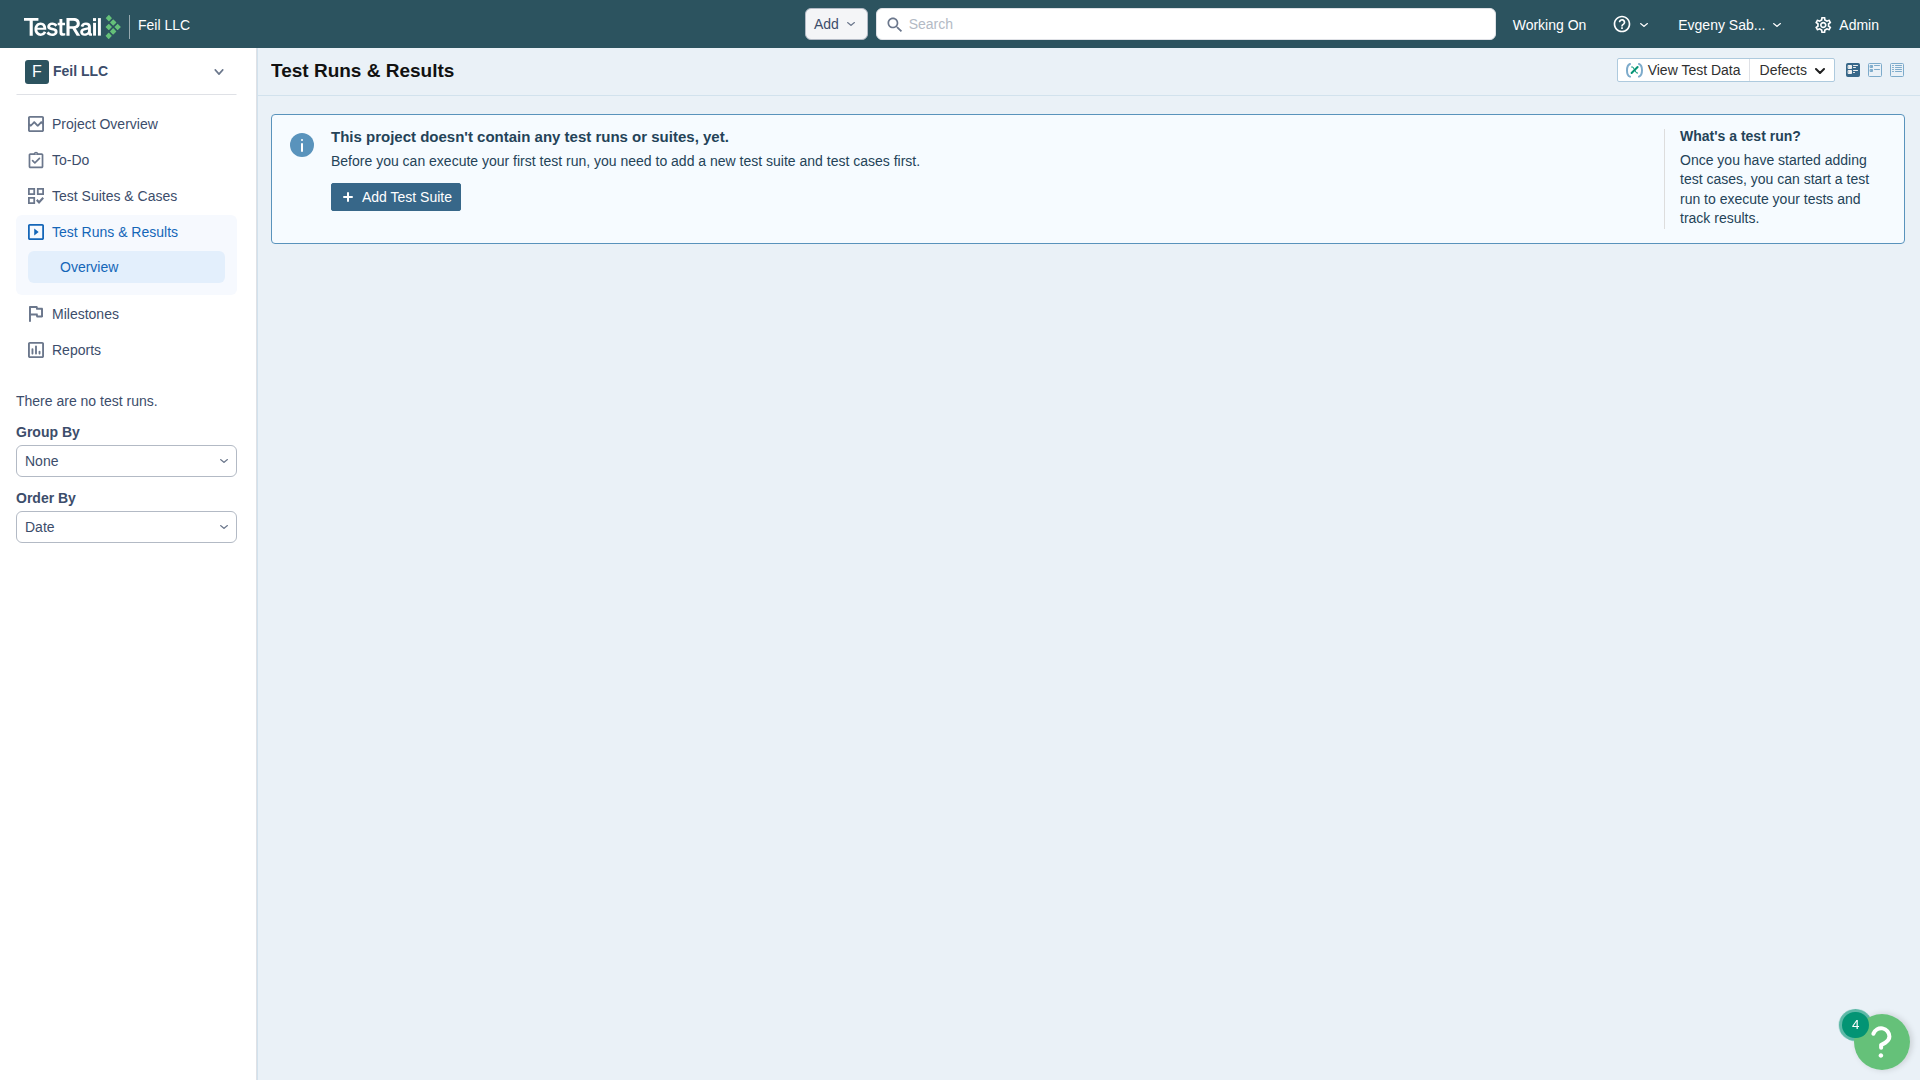 TestRail
Feil LLC
Add
Search
Working On
Evgeny Sab...
Admin
F
Feil LLC
Test Runs & Results
View Test Data
Defects
Project Overview
To-Do
Test Suites & Cases
Test Runs & Results
Overview
Milestones
Reports
There are no test runs.
Group By
None
Order By
Date
This project doesn't contain any test runs or suites, yet.
Before you can execute your first test run, you need to add a new test suite and test cases first.
Add Test Suite
What's a test run?
Once you have started adding
test cases, you can start a test
run to execute your tests and
track results.
4